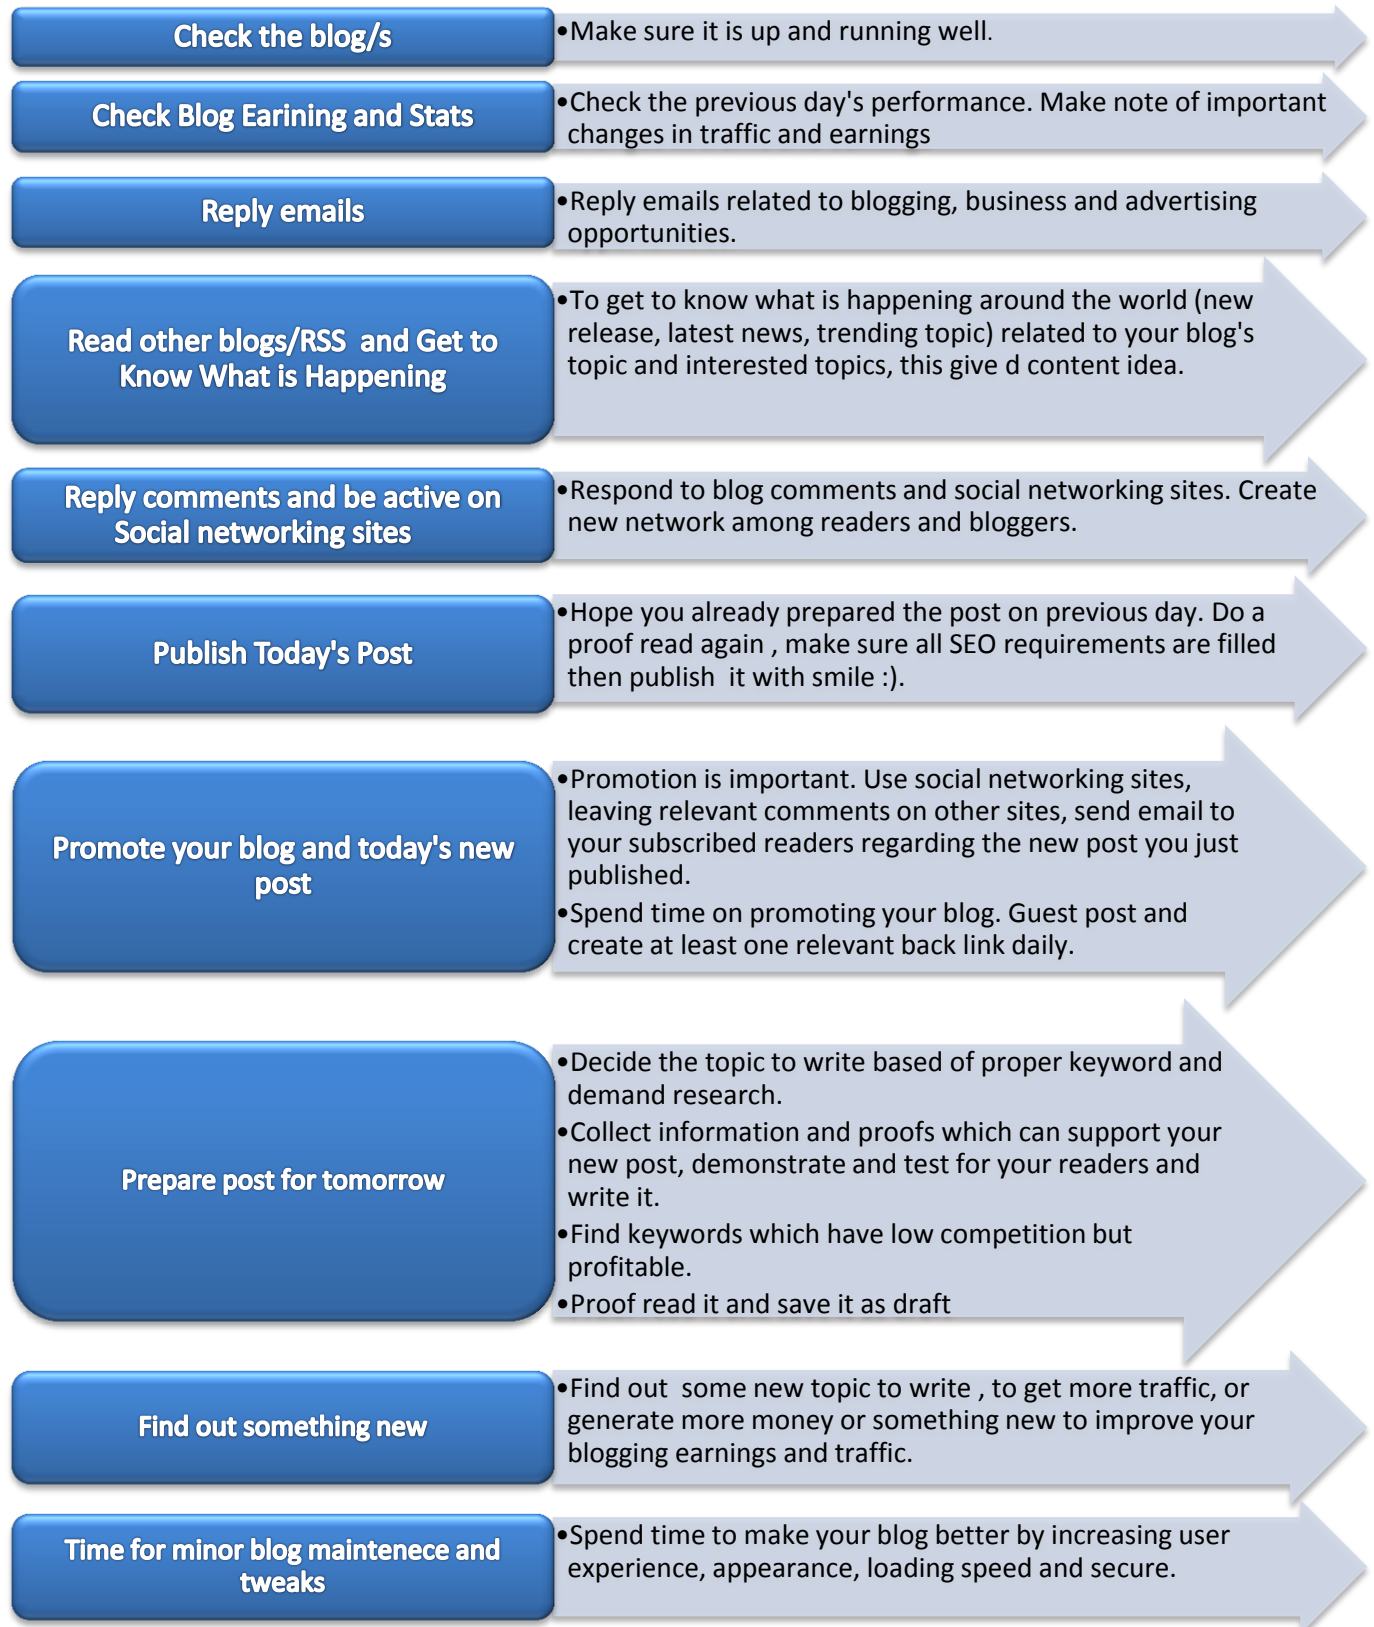 Check the blog/s
•Make sure it is up and running well.
Check Blog Earining and Stats
•Check the previous day's performance. Make note of important
changes in traffic and earnings
Reply emails
•Reply emails related to blogging, business and advertising
opportunities.
Read other blogs/RSS  and Get to
Know What is Happening
•To get to know what is happening around the world (new
release, latest news, trending topic) related to your blog's
topic and interested topics, this give d content idea.
Reply comments and be active on
Social networking sites
•Respond to blog comments and social networking sites. Create
new network among readers and bloggers.
Publish Today's Post
•Hope you already prepared the post on previous day. Do a
proof read again , make sure all SEO requirements are filled
then publish  it with smile :).
Promote your blog and today's new
post
•Promotion is important. Use social networking sites,
leaving relevant comments on other sites, send email to
your subscribed readers regarding the new post you just
published.
•Spend time on promoting your blog. Guest post and
create at least one relevant back link daily.
Prepare post for tomorrow
•Decide the topic to write based of proper keyword and
demand research.
•Collect information and proofs which can support your
new post, demonstrate and test for your readers and
write it.
•Find keywords which have low competition but
profitable.
•Proof read it and save it as draft
Find out something new
•Find out  some new topic to write , to get more traffic, or
generate more money or something new to improve your
blogging earnings and traffic.
Time for minor blog maintenece and
tweaks
•Spend time to make your blog better by increasing user
experience, appearance, loading speed and secure.